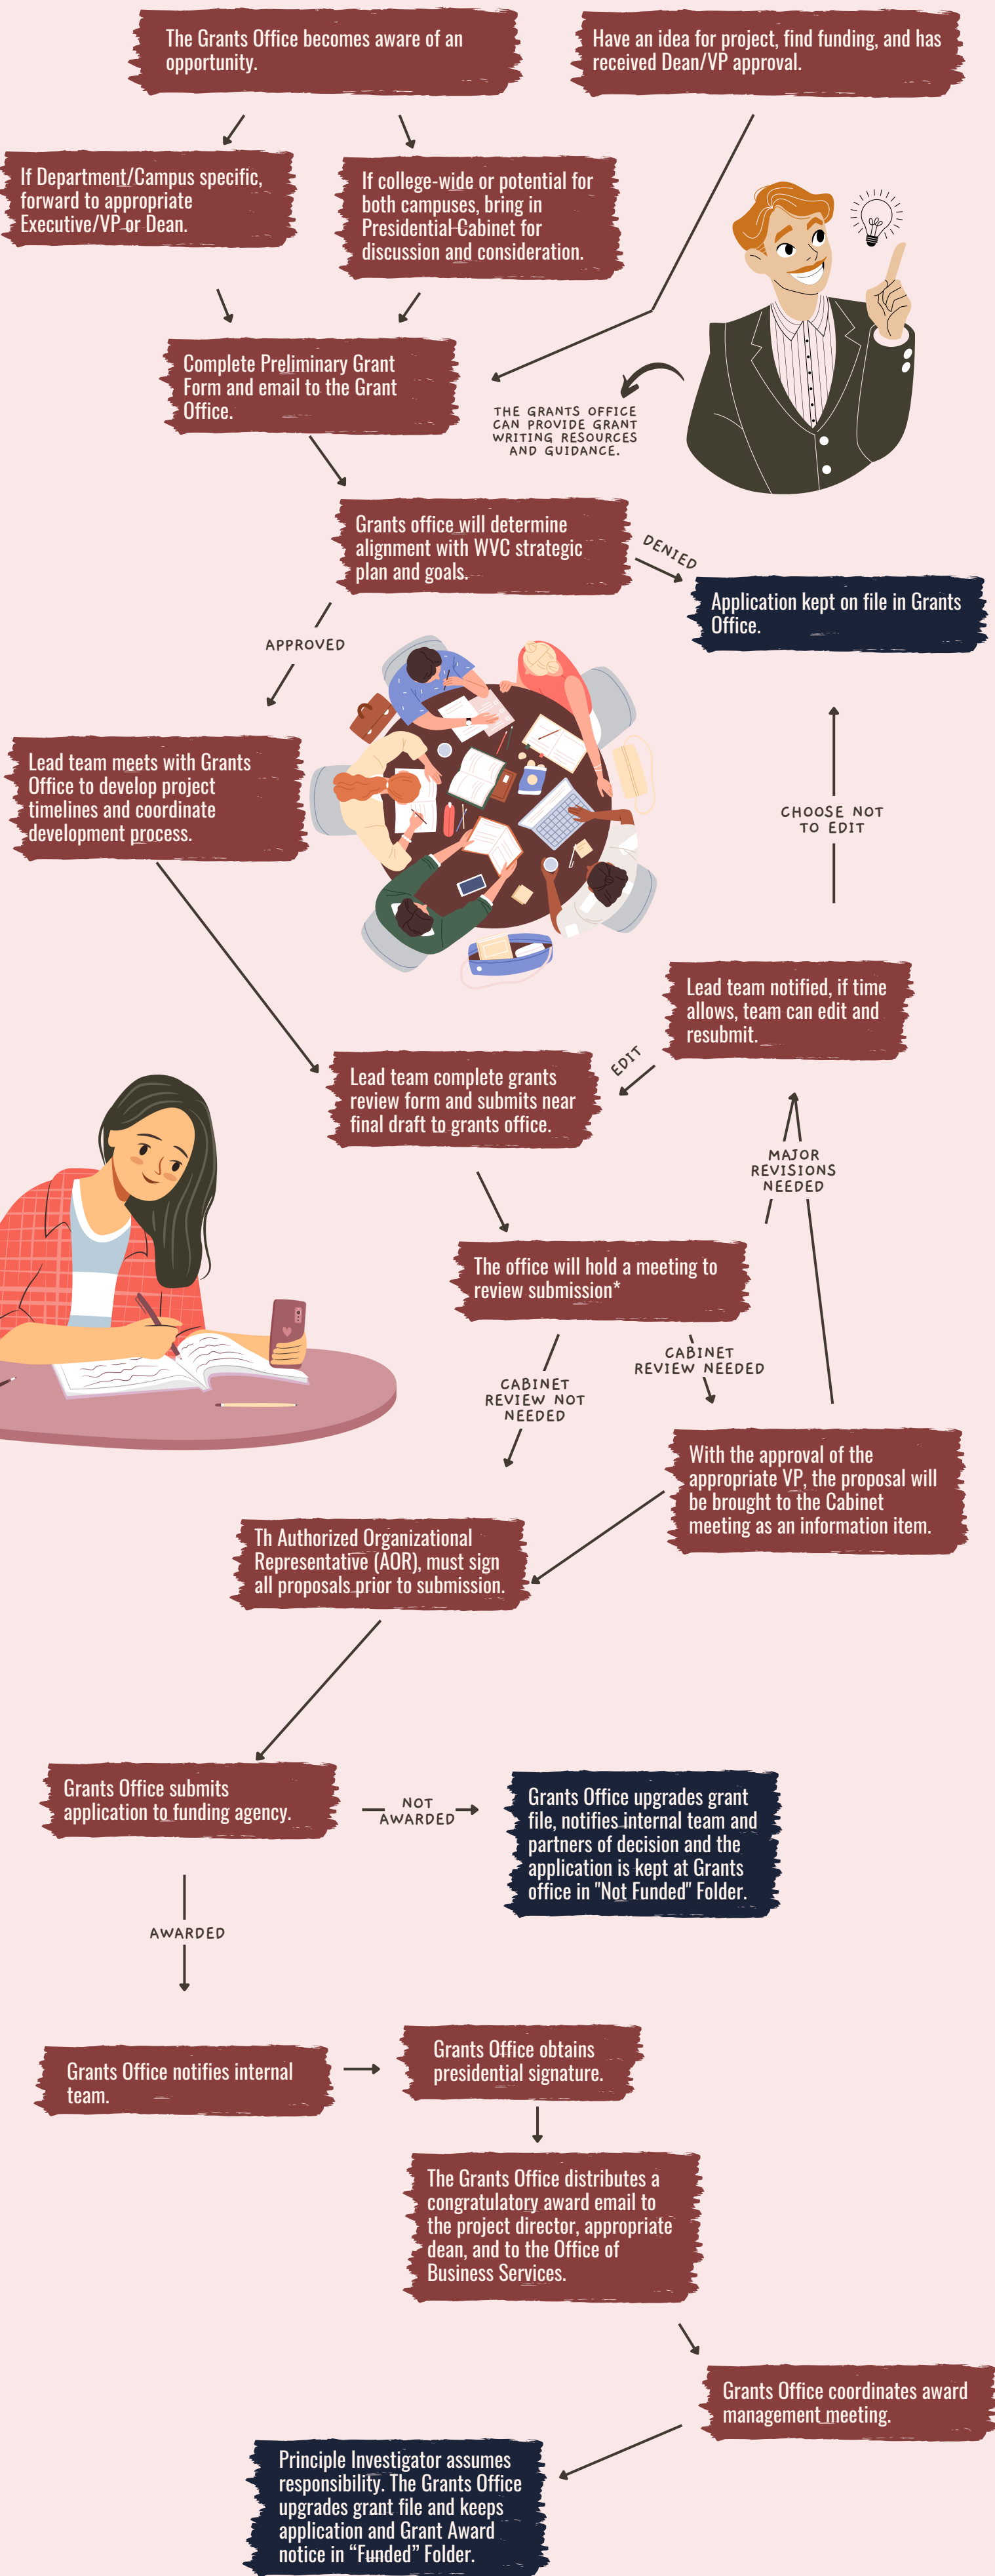 The Grants Office becomes aware of an
opportunity.
Have an idea for project, find funding, and has
received Dean/VP approval.
If Department/Campus specific,
forward to appropriate
Executive/VP or Dean.
If college-wide or potential for
both campuses, bring in
Presidential Cabinet for
discussion and consideration.
Complete Preliminary Grant
Form and email to the Grant
Office.
THE GRANTS OFFICE
CAN PROVIDE GRANT
WRITING RESOURCES
AND GUIDANCE.
Grants office will determine
alignment with WVC strategic
plan and goals.
DENIED
Application kept on file in Grants
Office.
APPROVED
Lead team meets with Grants
Office to develop project
timelines and coordinate
development process.
CHOOSE NOT
TO EDIT
Lead team notified, if time
allows, team can edit and
resubmit.
EDIT
Lead team complete grants
review form and submits near
final draft to grants office.
MAJOR
REVISIONS
NEEDED
The office will hold a meeting to
review submission*
CABINET
REVIEW NEEDED
CABINET
REVIEW NOT
NEEDED
With the approval of the
appropriate VP, the proposal will
be brought to the Cabinet
meeting as an information item.
Th Authorized Organizational
Representative (AOR), must sign
all proposals prior to submission.
Grants Office submits
application to funding agency.
NOT
AWARDED
Grants Office upgrades grant
file, notifies internal team and
partners of decision and the
application is kept at Grants
office in "Not Funded" Folder.
AWARDED
Grants Office notifies internal
team.
Grants Office obtains
presidential signature.
The Grants Office distributes a
congratulatory award email to
the project director, appropriate
dean, and to the Office of
Business Services.
Grants Office coordinates award
management meeting.
Principle Investigator assumes
responsibility. The Grants Office
upgrades grant file and keeps
application and Grant Award
notice in “Funded” Folder.